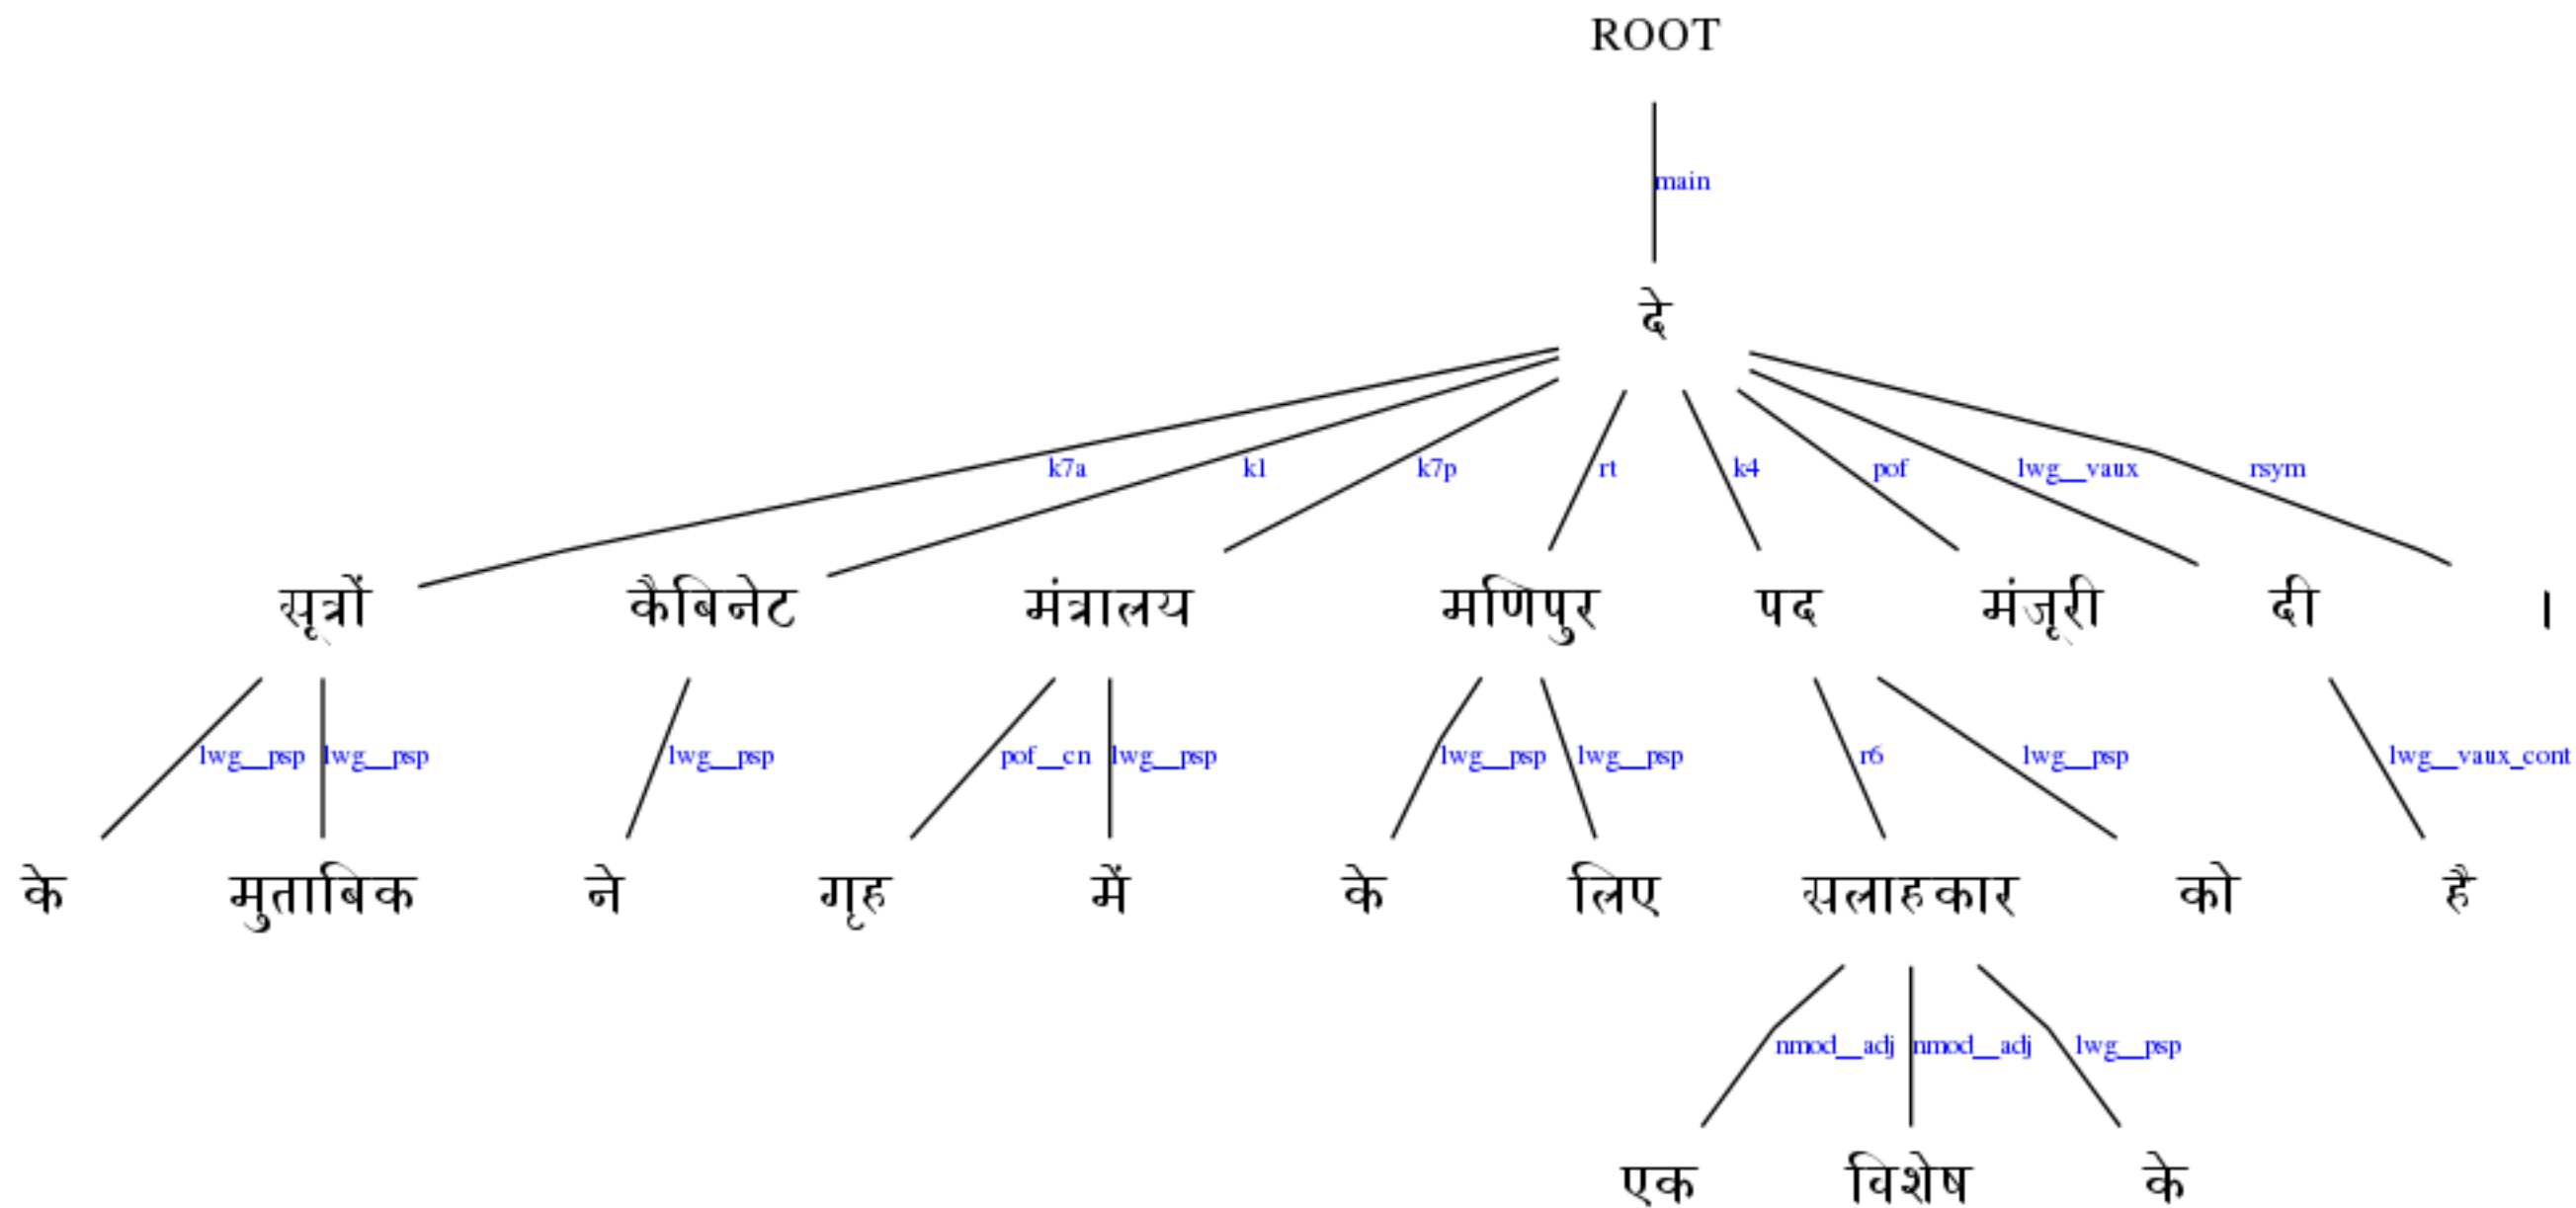 ROOT
main
दे
k7a k1 k7p rt k4 pof lwg__vaux rsym
सूत्रों कैबिनेट मंत्रालय मणिपुर पद मंजूरी दी ।
lwg__psp lwg__psp lwg__psp pof__cn lwg__psp lwg__psp lwg__psp r6 lwg__psp lwg__vaux_cont
के मुताबिक ने गृह में के लिए सलाहकार को है
nmod__adj nmod__adj lwg__psp
एक विशेष के